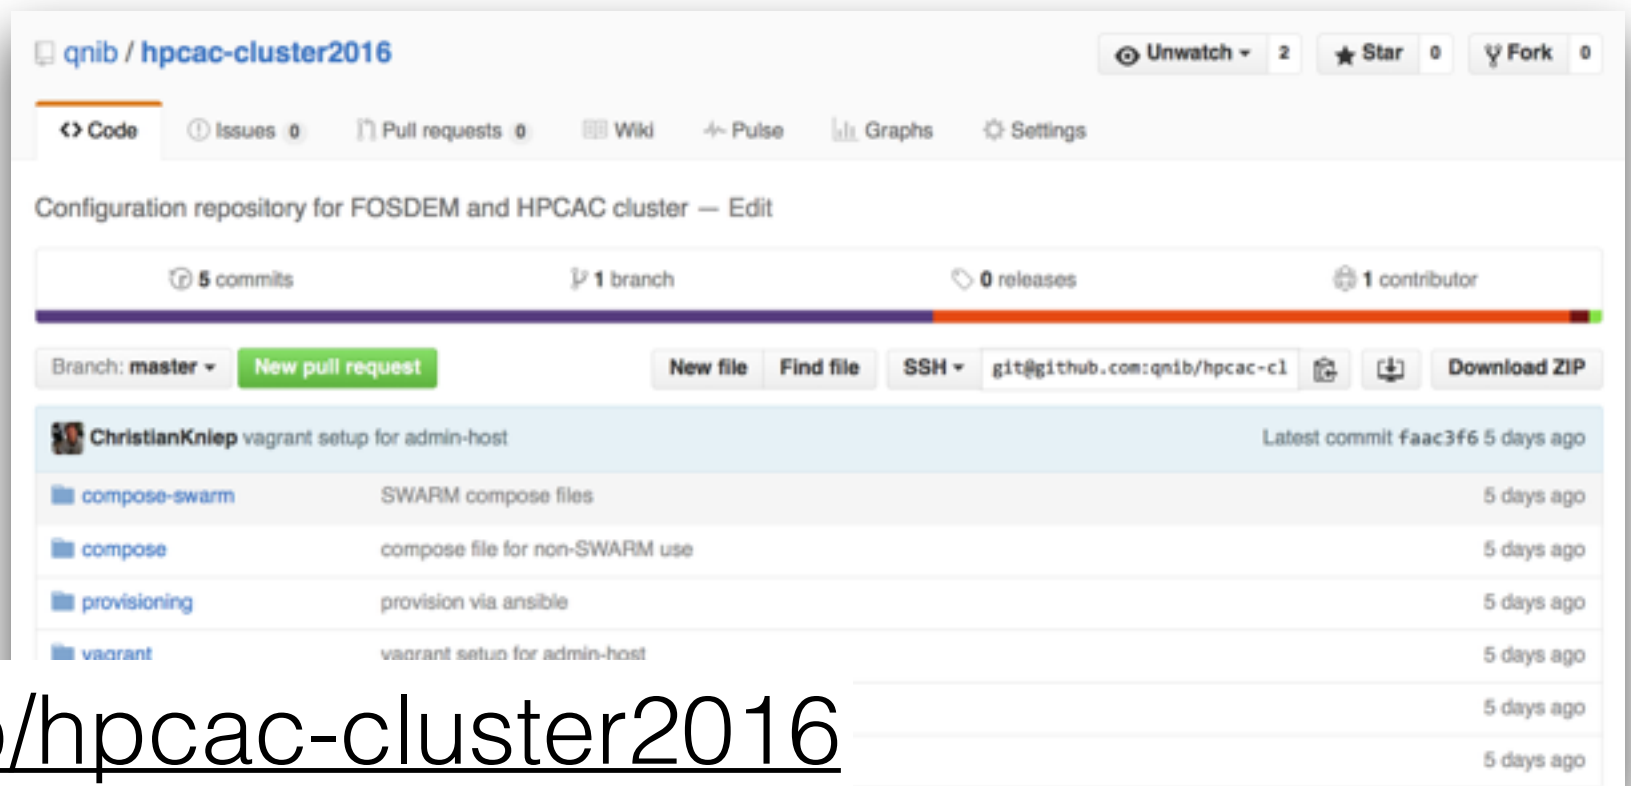 qnib / hpcac-cluster2016 Unwatch 2 Star 0 Fork 0
Code Issues 0 Pull requests 0 Wiki Pulse Graphs Settings
Configuration repository for FOSDEM and HPCAC cluster — Edit
5 commits 1 branch 0 releases 1 contributor
Branch: master New pull request New file Find file SSH git@github.com:qnib/hpcac-cl Download ZIP
ChristianKniep vagrant setup for admin-host Latest commit faac3f6 5 days ago
compose-swarm SWARM compose files 5 days ago
compose compose file for non-SWARM use 5 days ago
provisioning provision via ansible 5 days ago
vagrant vagrant setup for admin-host 5 days ago
5 days ago
/hpcac-cluster2016
5 days ago